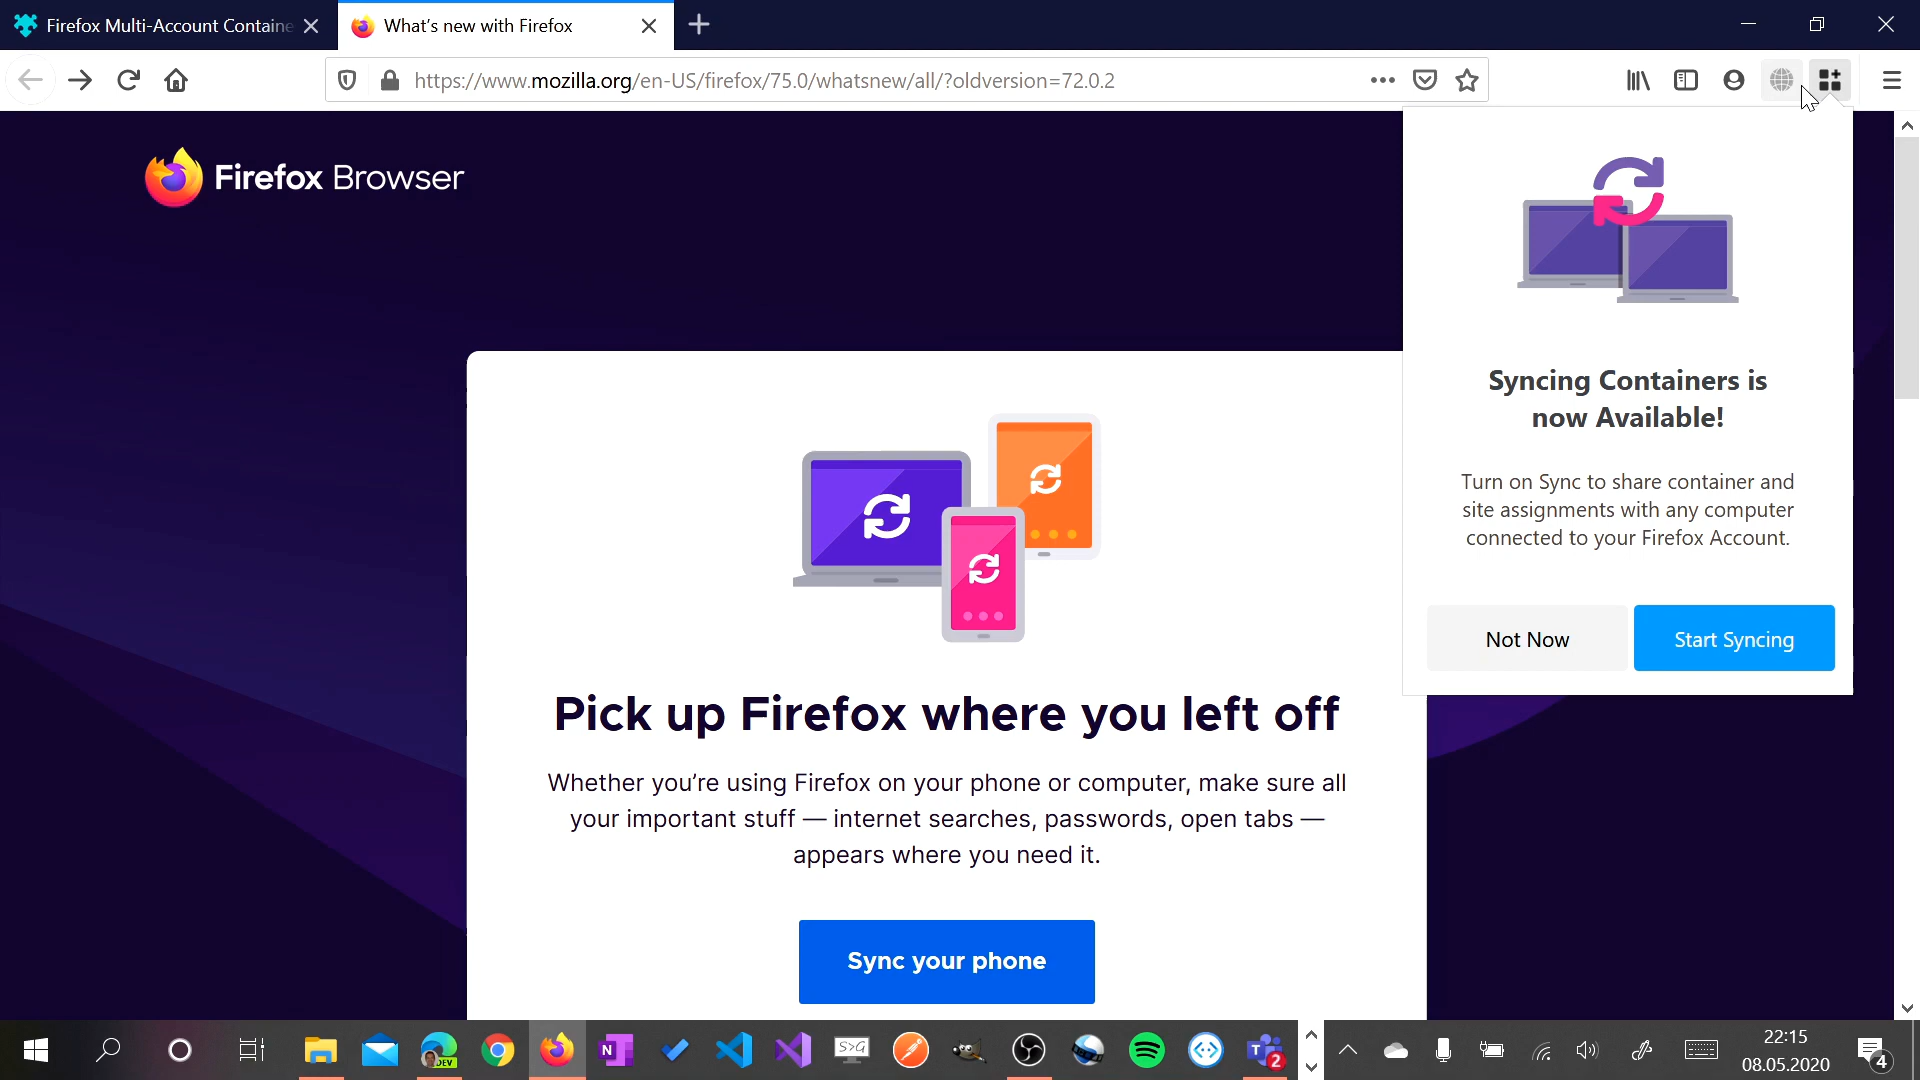 Firefox Multi-Account Containe
What's new with Firefox
https://www.mozilla.org/en-US/firefox/75.0/whatsnew/all/?oldversion=72.0.2
Firefox Browser
Syncing Containers is
now Available!
Turn on Sync to share container and
site assignments with any computer
connected to your Firefox Account.
Not Now
Start Syncing
Pick up Firefox where you left off
Whether you're using Firefox on your phone or computer, make sure all
your important stuff — internet searches, passwords, open tabs —
appears where you need it.
Sync your phone
DEV
N
S>G
T
2
22:15
08.05.2020
4